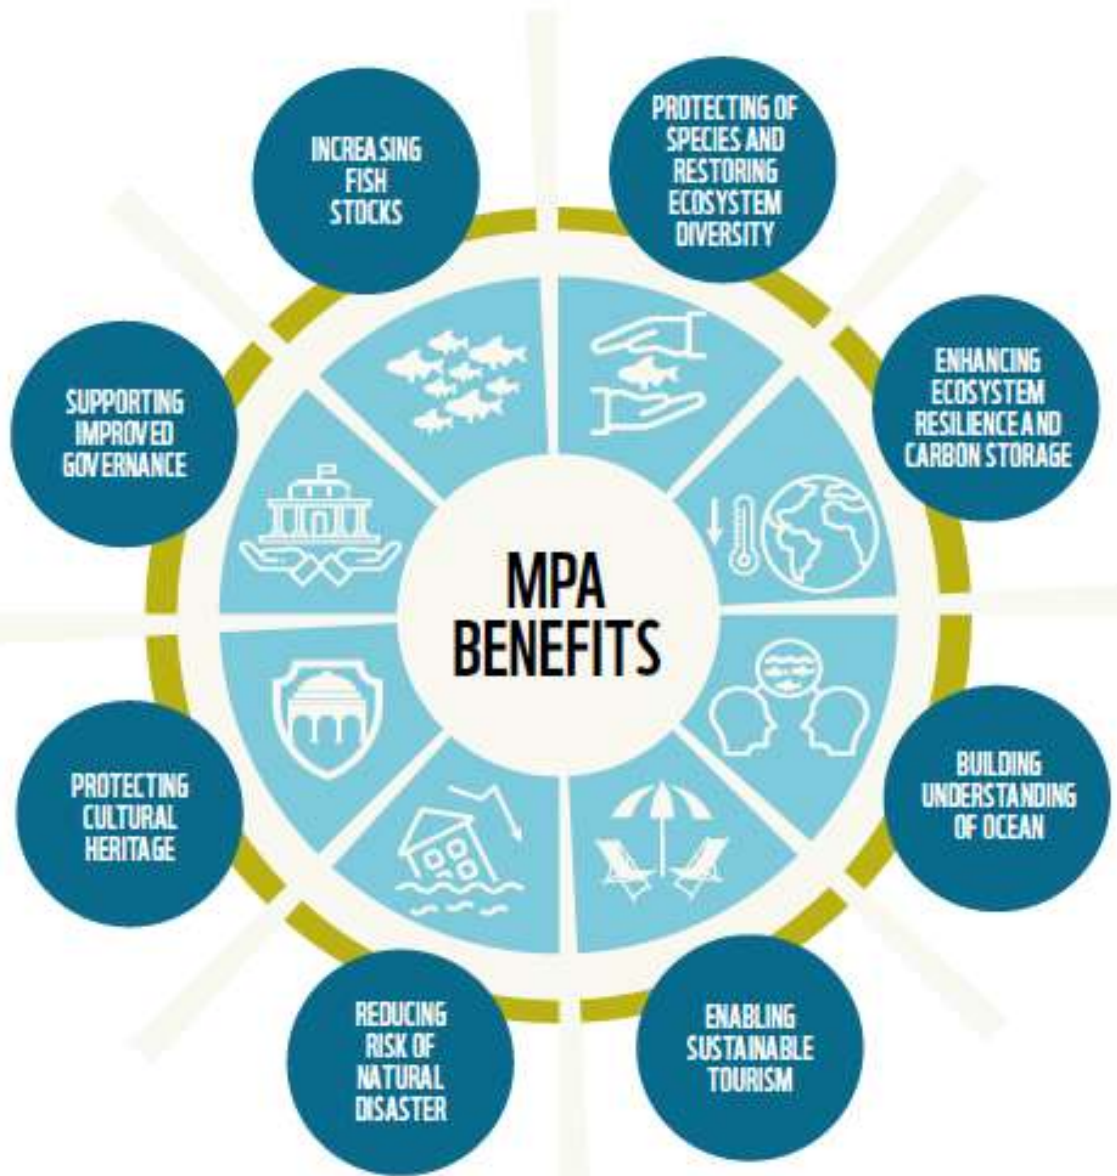 MPA
BENEFITS
PROTECTING OF
SPECIES AND
RESTORING
ECOSYSTEM
DIVERSITY
ENHANCING
ECOSYSTEM
RESILIENCE AND
CARBON STORAGE
BUILDING
UNDERSTANDING
OF OCEAN
ENABLING
SUSTAINABLE
TOURISM
REDUCING
RISK OF
NATURAL
DISASTER
PROTECTING
CULTURAL
HERITAGE
SUPPORTING
IMPROVED
GOVERNANCE
INCREASING
FISH
STOCKS